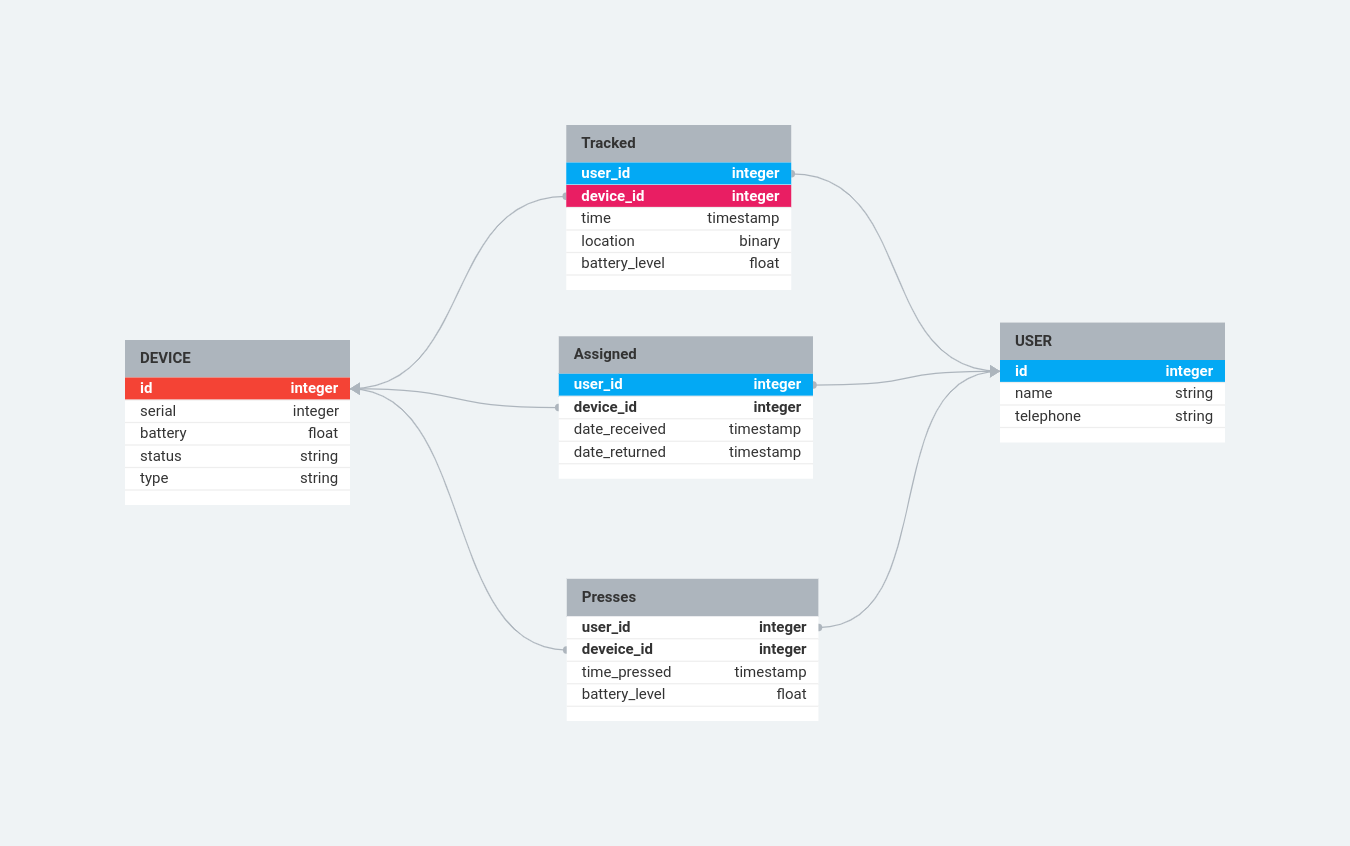 Tracked
user_id integer
device_id integer
time timestamp
location binary
battery_level float
DEVICE
id integer
serial integer
battery float
status string
type string
Assigned
user_id integer
device_id integer
date_received timestamp
date_returned timestamp
USER
id integer
name string
telephone string
Presses
user_id integer
deveice_id integer
time_pressed timestamp
battery_level float